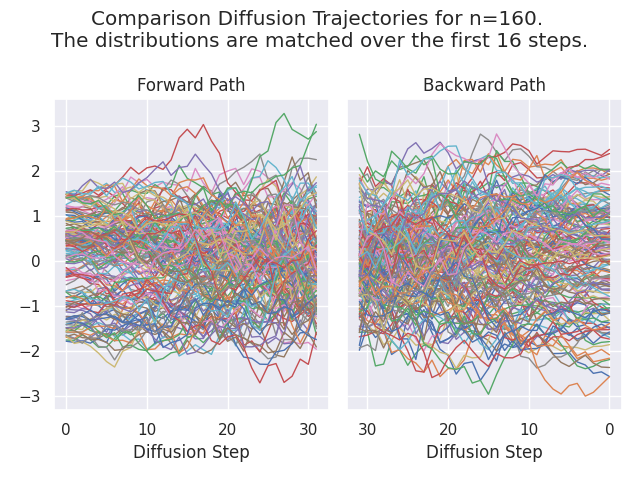 Comparison Diffusion Trajectories for n=160.
The distributions are matched over the first 16 steps.
Forward Path
Backward Path
3
2
1
0
−1
−2
−3
0 10 20 30
30 20 10 0
Diffusion Step
Diffusion Step